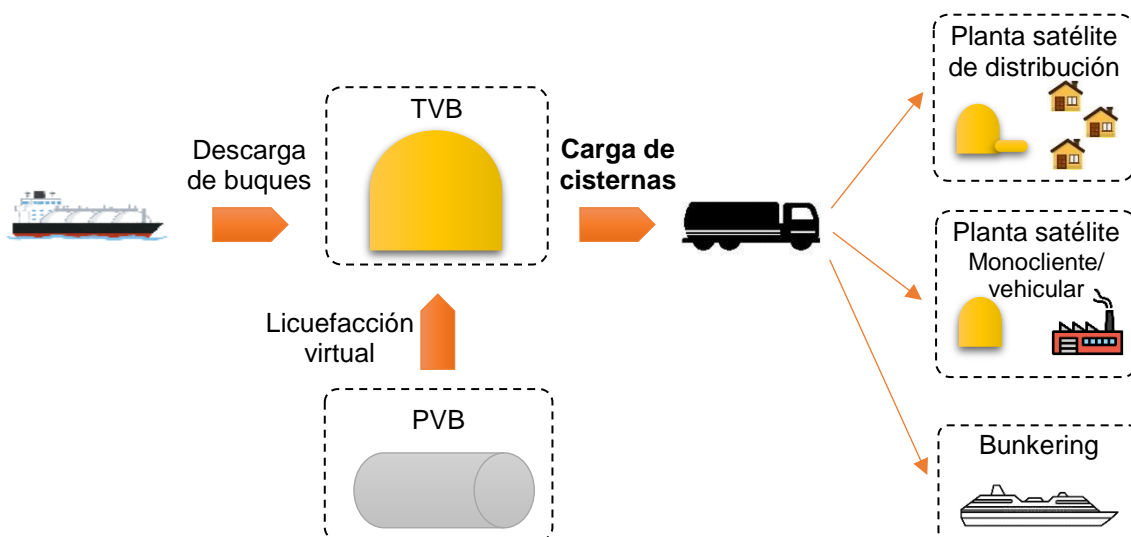 Descarga
de buques
TVB
Carga de
cisternas
Licuefacción
virtual
PVB
Planta satélite
de distribución
Planta satélite
Monocliente/
vehicular
Bunkering